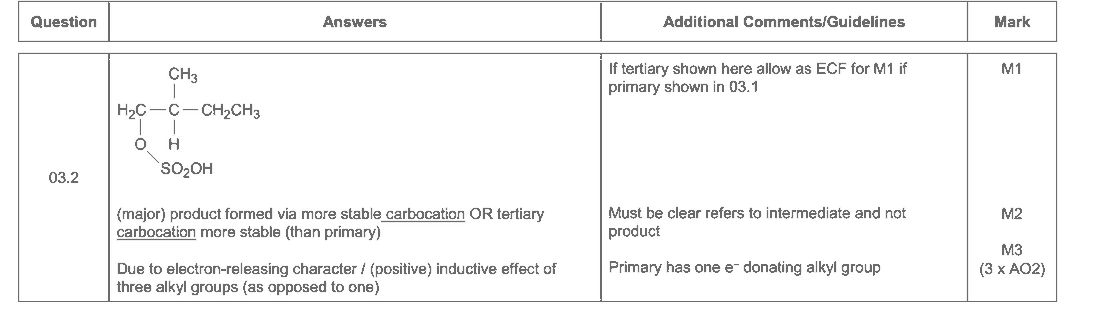 Question Answers Additional Comments/Guidelines Mark
CH3
H2C—C—CH2CH3
O H
SO2OH
03.2
(major) product formed via more stable carbocation OR tertiary
carbocation more stable (than primary)
Due to electron-releasing character / (positive) inductive effect of
three alkyl groups (as opposed to one)
If tertiary shown here allow as ECF for M1 if
primary shown in 03.1
Must be clear refers to intermediate and not
product
Primary has one e⁻ donating alkyl group
M1
M2
M3
(3 x AO2)